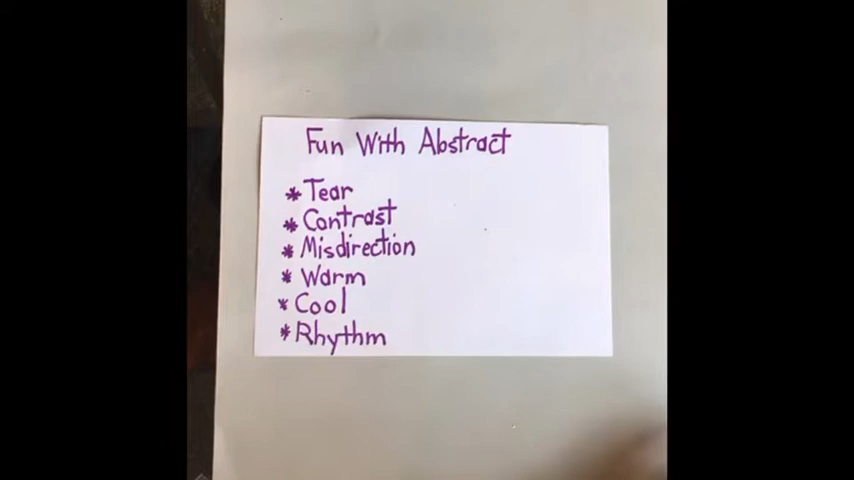 Fun With Abstract
* Tear
* Contrast
* Misdirection
* Warm
* Cool
* Rhythm